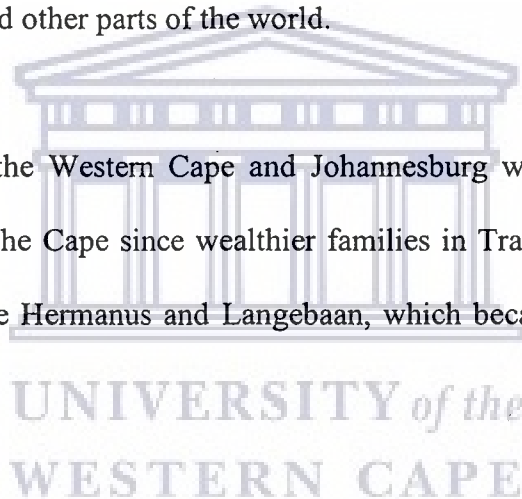 d other parts of the world.
the Western Cape and Johannesburg w
he Cape since wealthier families in Tra
e Hermanus and Langebaan, which beca
UNIVERSITY of the
WESTERN CAPE